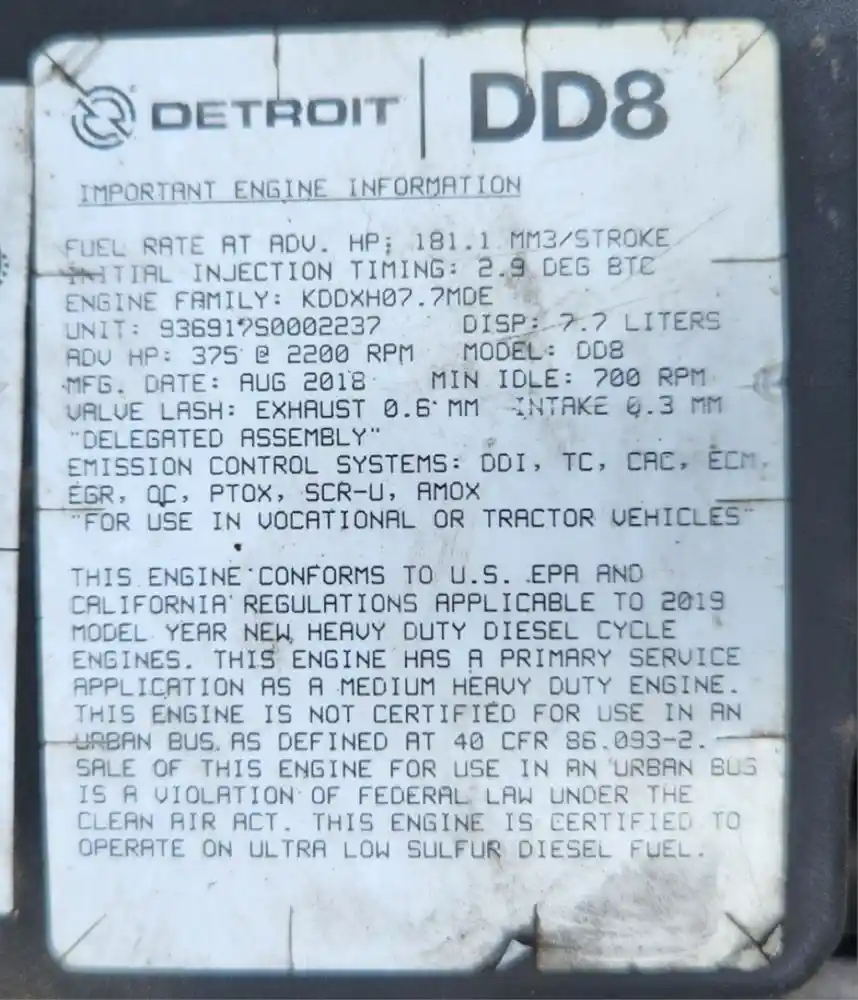 DETROIT | DD8
IMPORTANT ENGINE INFORMATION
FUEL RATE AT ADV. HP: 181.1 MM3/STROKE
INITIAL INJECTION TIMING: 2.9 DEG BTC
ENGINE FAMILY: KDDXH07.7MDE
UNIT: 936917S0002237 DISP: 7.7 LITERS
ADV HP: 375 @ 2200 RPM MODEL: DD8
MFG. DATE: AUG 2018 MIN IDLE: 700 RPM
VALVE LASH: EXHAUST 0.6 MM INTAKE 0.3 MM
"DELEGATED ASSEMBLY"
EMISSION CONTROL SYSTEMS: DDI, TC, CAC, ECM,
EGR, OC, PTOX, SCR-U, AMOX
"FOR USE IN VOCATIONAL OR TRACTOR VEHICLES"
THIS ENGINE CONFORMS TO U.S. EPA AND
CALIFORNIA REGULATIONS APPLICABLE TO 2019
MODEL YEAR NEW HEAVY DUTY DIESEL CYCLE
ENGINES. THIS ENGINE HAS A PRIMARY SERVICE
APPLICATION AS A MEDIUM HEAVY DUTY ENGINE.
THIS ENGINE IS NOT CERTIFIED FOR USE IN AN
URBAN BUS AS DEFINED AT 40 CFR 86.093-2.
SALE OF THIS ENGINE FOR USE IN AN URBAN BUS
IS A VIOLATION OF FEDERAL LAW UNDER THE
CLEAN AIR ACT. THIS ENGINE IS CERTIFIED TO
OPERATE ON ULTRA LOW SULFUR DIESEL FUEL.